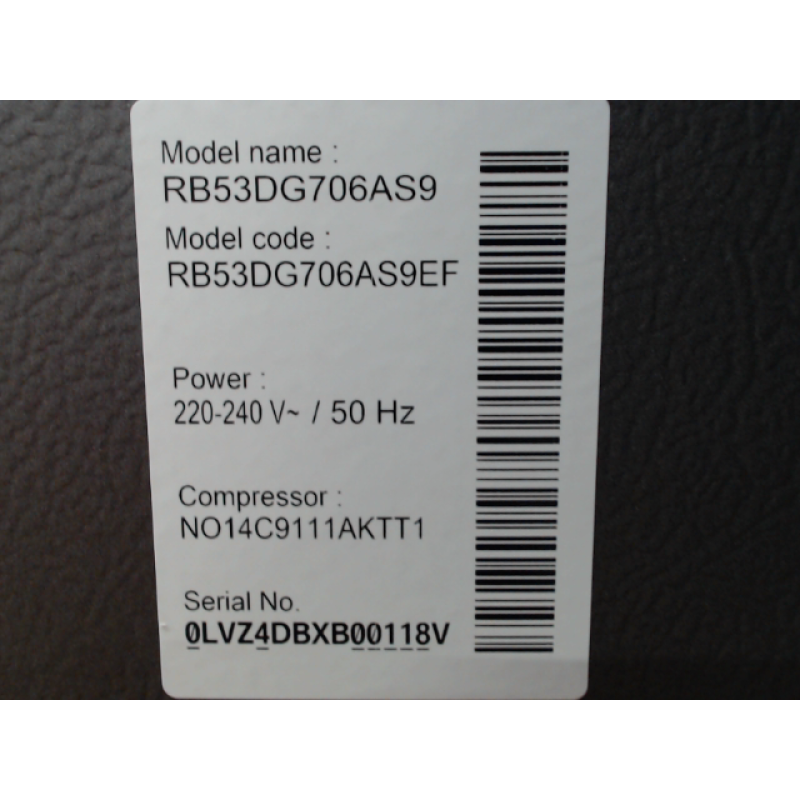 Model name :
RB53DG706AS9
Model code :
RB53DG706AS9EF
Power :
220-240 V~ / 50 Hz
Compressor :
NO14C9111AKTT1
Serial No.
0LVZ4DBXB00118V